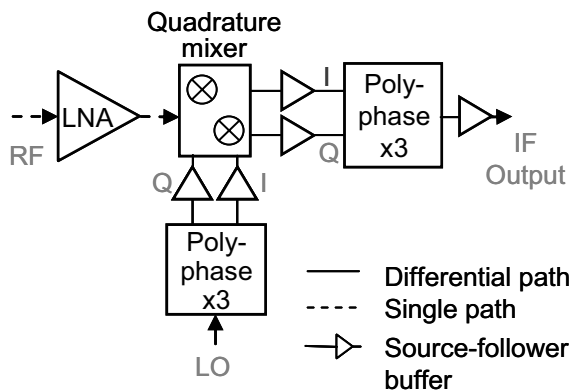 Quadrature
mixer
LNA
RF
I
Q
Poly-
phase
x3
IF
Output
Q
I
Poly-
phase
x3
LO
Differential path
Single path
Source-follower
buffer